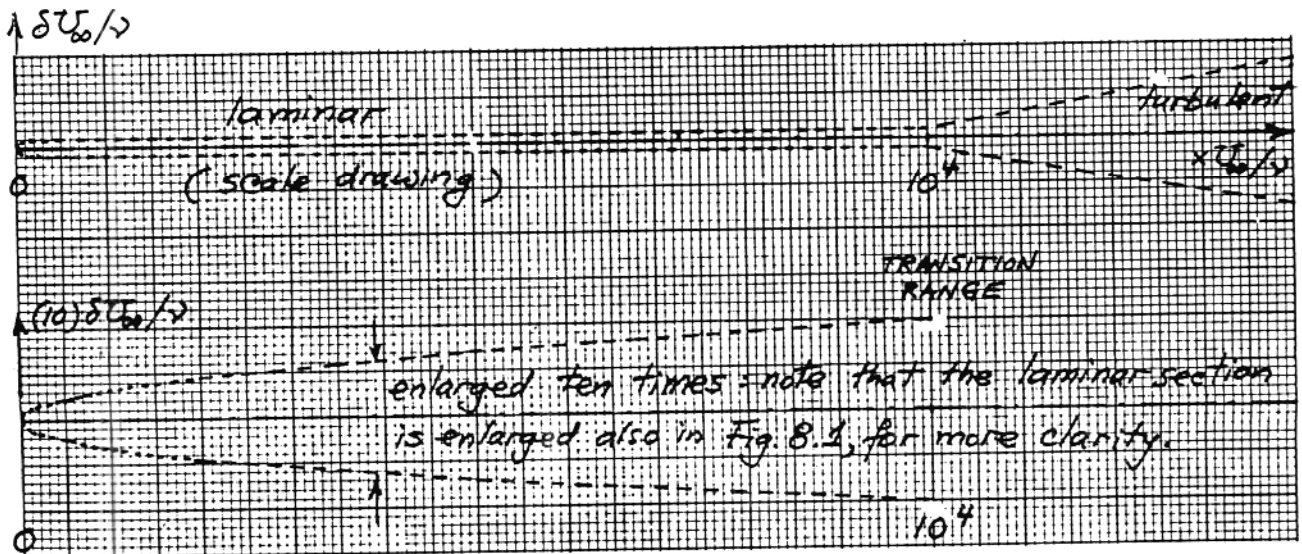 δU∞/ν
laminar
turbulent
0
(scale drawing)
10⁴
xU∞/ν
TRANSITION
RANGE
(10)δU∞/ν
enlarged ten times: note that the laminar section
is enlarged also in Fig. 8.1, for more clarity.
0
10⁴